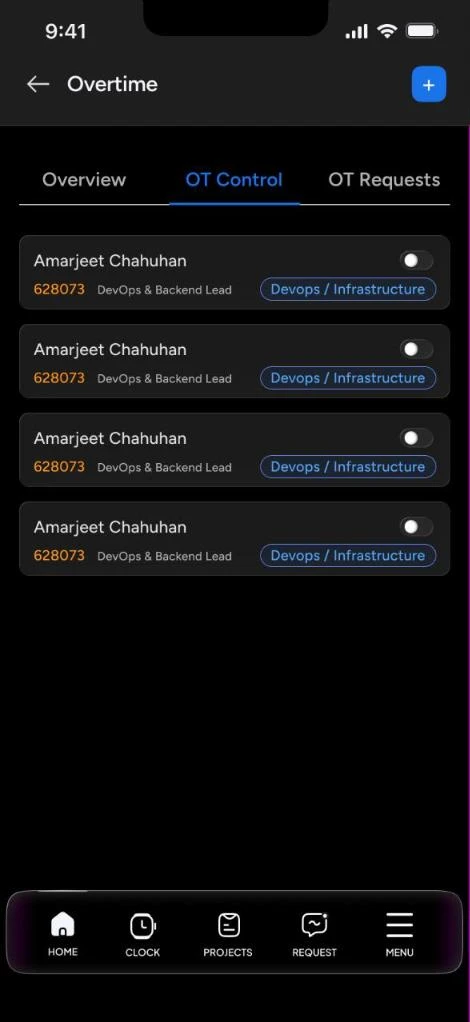 9:41
Overtime
+
Overview OT Control OT Requests
Amarjeet Chahuhan
628073 DevOps & Backend Lead Devops / Infrastructure
Amarjeet Chahuhan
628073 DevOps & Backend Lead Devops / Infrastructure
Amarjeet Chahuhan
628073 DevOps & Backend Lead Devops / Infrastructure
Amarjeet Chahuhan
628073 DevOps & Backend Lead Devops / Infrastructure
HOME CLOCK PROJECTS REQUEST MENU